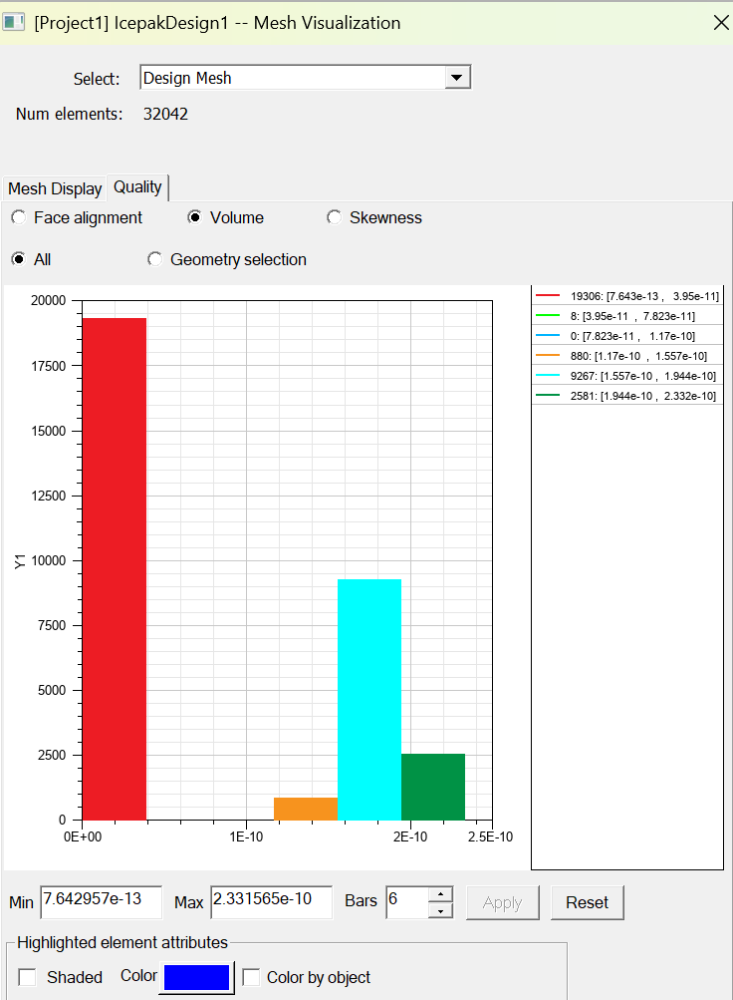 [Project1] IcepakDesign1 -- Mesh Visualization
Select: Design Mesh
Num elements: 32042
Mesh Display Quality
Face alignment Volume Skewness
All Geometry selection
20000
17500
15000
12500
10000
7500
5000
2500
0
Y1
0E+00 1E-10 2E-10 2.5E-10
19306: [7.643e-13 , 3.95e-11]
8: [3.95e-11 , 7.823e-11]
0: [7.823e-11 , 1.17e-10]
880: [1.17e-10 , 1.557e-10]
9267: [1.557e-10 , 1.944e-10]
2581: [1.944e-10 , 2.332e-10]
Min 7.642957e-13 Max 2.331565e-10 Bars 6 Apply Reset
Highlighted element attributes
Shaded Color Color by object